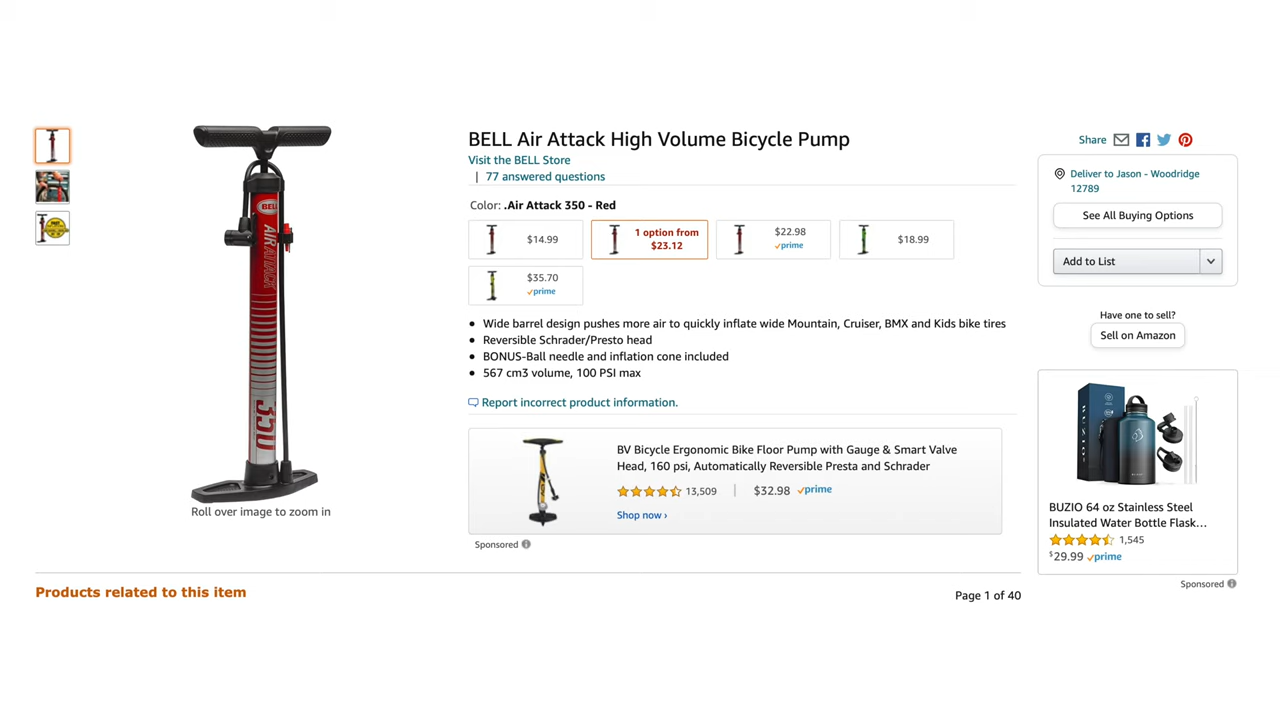 BELL
AIR ATTACK
350
Roll over image to zoom in
BELL Air Attack High Volume Bicycle Pump
Visit the BELL Store
| 77 answered questions
Color: .Air Attack 350 - Red
$14.99
1 option from
$23.12
$22.98
prime
$18.99
$35.70
prime
Wide barrel design pushes more air to quickly inflate wide Mountain, Cruiser, BMX and Kids bike tires
Reversible Schrader/Presto head
BONUS-Ball needle and inflation cone included
567 cm3 volume, 100 PSI max
Report incorrect product information.
BV Bicycle Ergonomic Bike Floor Pump with Gauge & Smart Valve
Head, 160 psi, Automatically Reversible Presta and Schrader
13,509 | $32.98 prime
Shop now ›
Sponsored
Share
Deliver to Jason - Woodridge
12789
See All Buying Options
Add to List
Have one to sell?
Sell on Amazon
BUZIO
BUZIO 64 oz Stainless Steel
Insulated Water Bottle Flask...
1,545
$29.99 prime
Sponsored
Products related to this item
Page 1 of 40